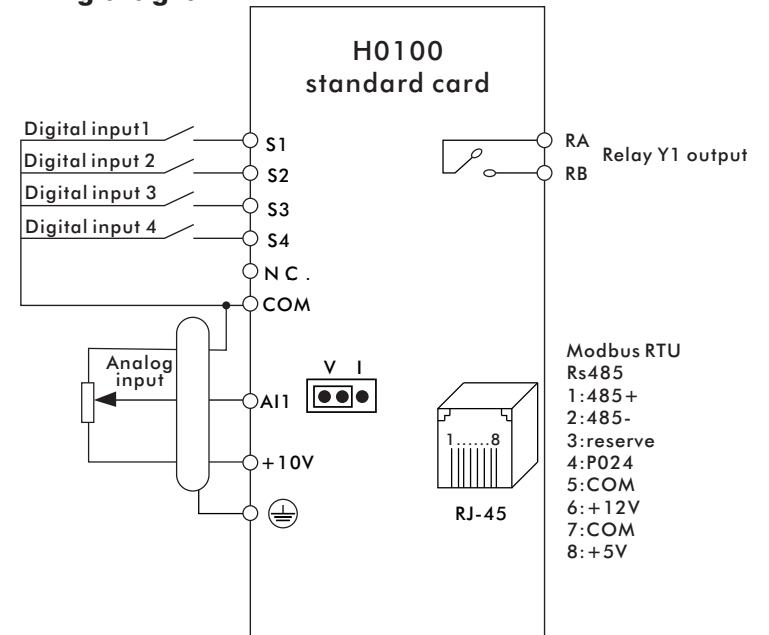 H0100
standard card
Digital input1
S1
Digital input 2
S2
Digital input 3
S3
Digital input 4
S4
N C .
COM
RA
Relay Y1 output
RB
Analog
input
AI1
V I
+10V
1......8
RJ-45
Modbus RTU
Rs485
1:485+
2:485-
3:reserve
4:P024
5:COM
6:+12V
7:COM
8:+5V